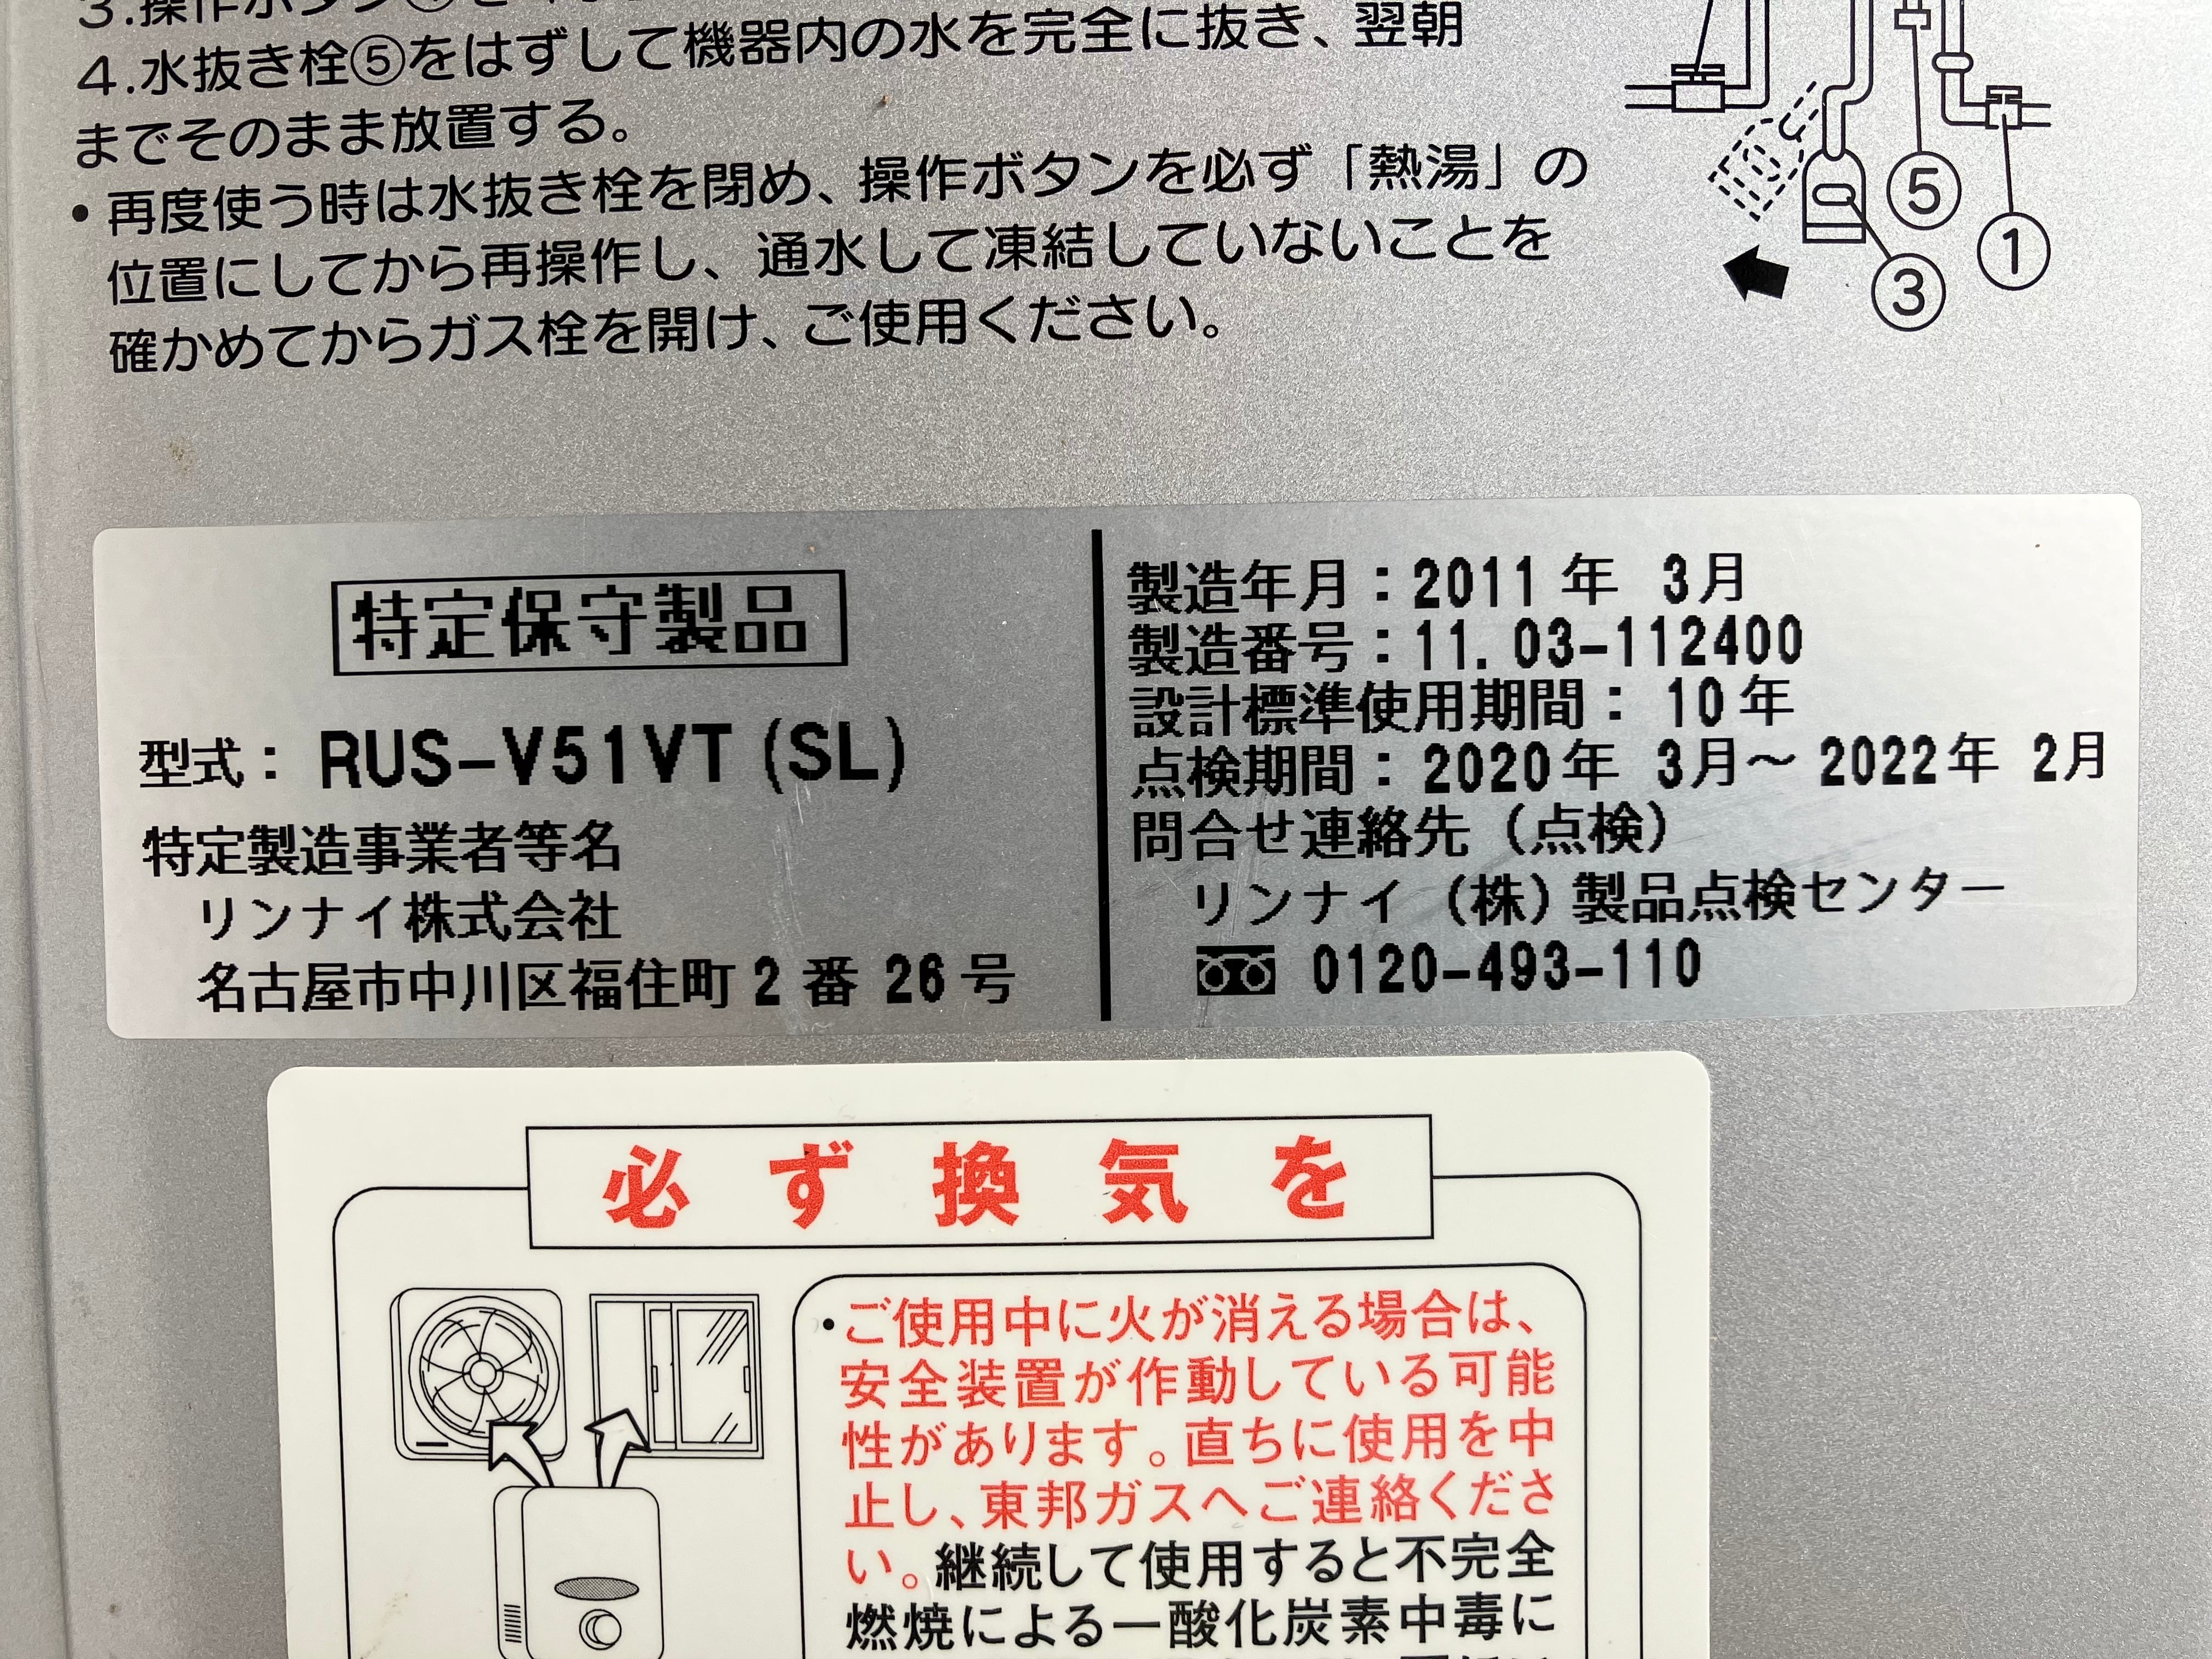 4.水抜き栓⑤をはずして機器内の水を完全に抜き、翌朝
までそのまま放置する。
•再度使う時は水抜き栓を閉め、操作ボタンを必ず「熱湯」の
位置にしてから再操作し、通水して凍結していないことを
確かめてからガス栓を開け、ご使用ください。
⑤
①
③
特定保守製品
型式：RUS-V51VT(SL)
特定製造事業者等名
リンナイ株式会社
名古屋市中川区福住町2番26号
製造年月：2011年 3月
製造番号：11.03-112400
設計標準使用期間：10年
点検期間：2020年 3月～2022年 2月
問合せ連絡先（点検）
リンナイ（株）製品点検センター
0120-493-110
必ず換気を
•ご使用中に火が消える場合は、
安全装置が作動している可能
性があります。直ちに使用を中
止し、東邦ガスへご連絡くださ
い。継続して使用すると不完全
燃焼による一酸化炭素中毒に